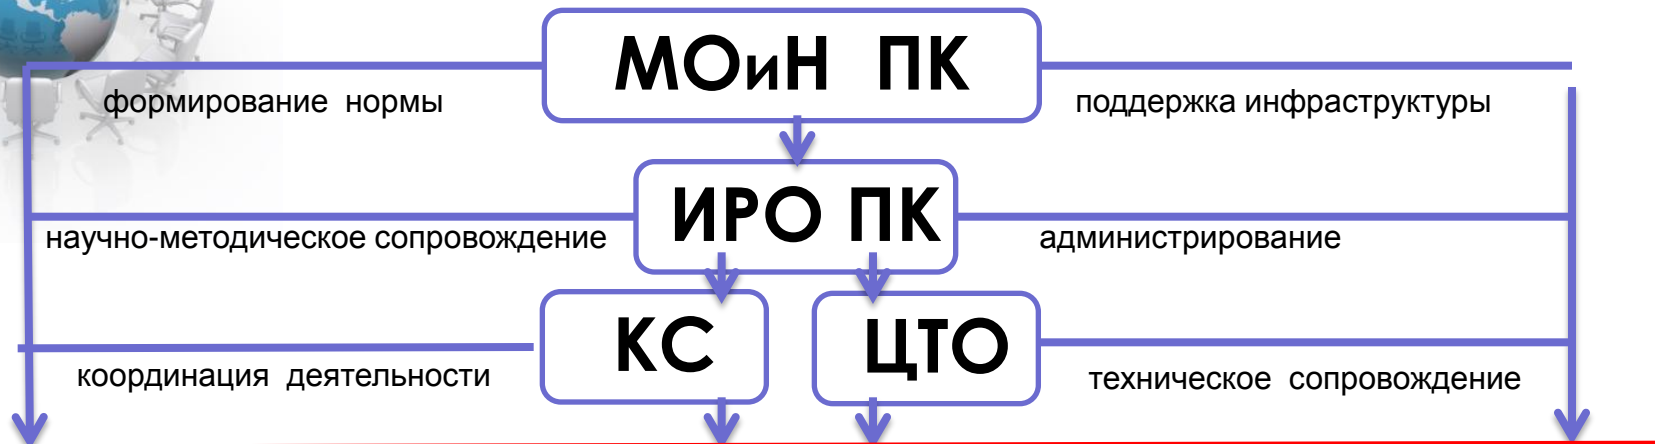 МОиН ПК
формирование нормы
поддержка инфраструктуры
ИРО ПК
научно-методическое сопровождение
администрирование
КС
ЦТО
координация деятельности
техническое сопровождение